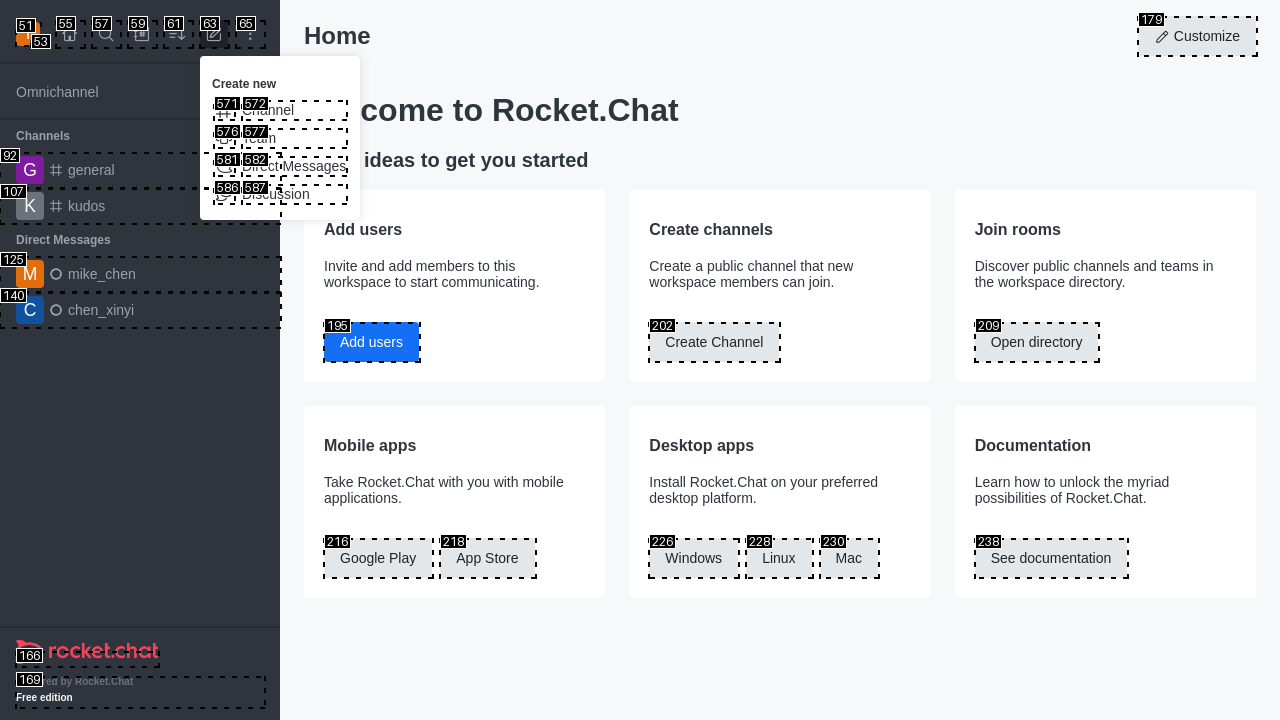 51
53
55
57
59
61
63
65
Home
179
Customize
Omnichannel
Create new
571
572
Channel
576
577
Team
581
582
Direct Messages
586
587
Discussion
Channels
92
G
general
107
K
kudos
Direct Messages
125
M
mike_chen
140
C
chen_xinyi
come to Rocket.Chat
ideas to get you started
Add users
Invite and add members to this
workspace to start communicating.
195
Add users
Create channels
Create a public channel that new
workspace members can join.
202
Create Channel
Join rooms
Discover public channels and teams in
the workspace directory.
209
Open directory
Mobile apps
Take Rocket.Chat with you with mobile
applications.
216
Google Play
218
App Store
Desktop apps
Install Rocket.Chat on your preferred
desktop platform.
226
Windows
228
Linux
230
Mac
Documentation
Learn how to unlock the myriad
possibilities of Rocket.Chat.
238
See documentation
166
rocket.chat
169
ered by Rocket.Chat
Free edition